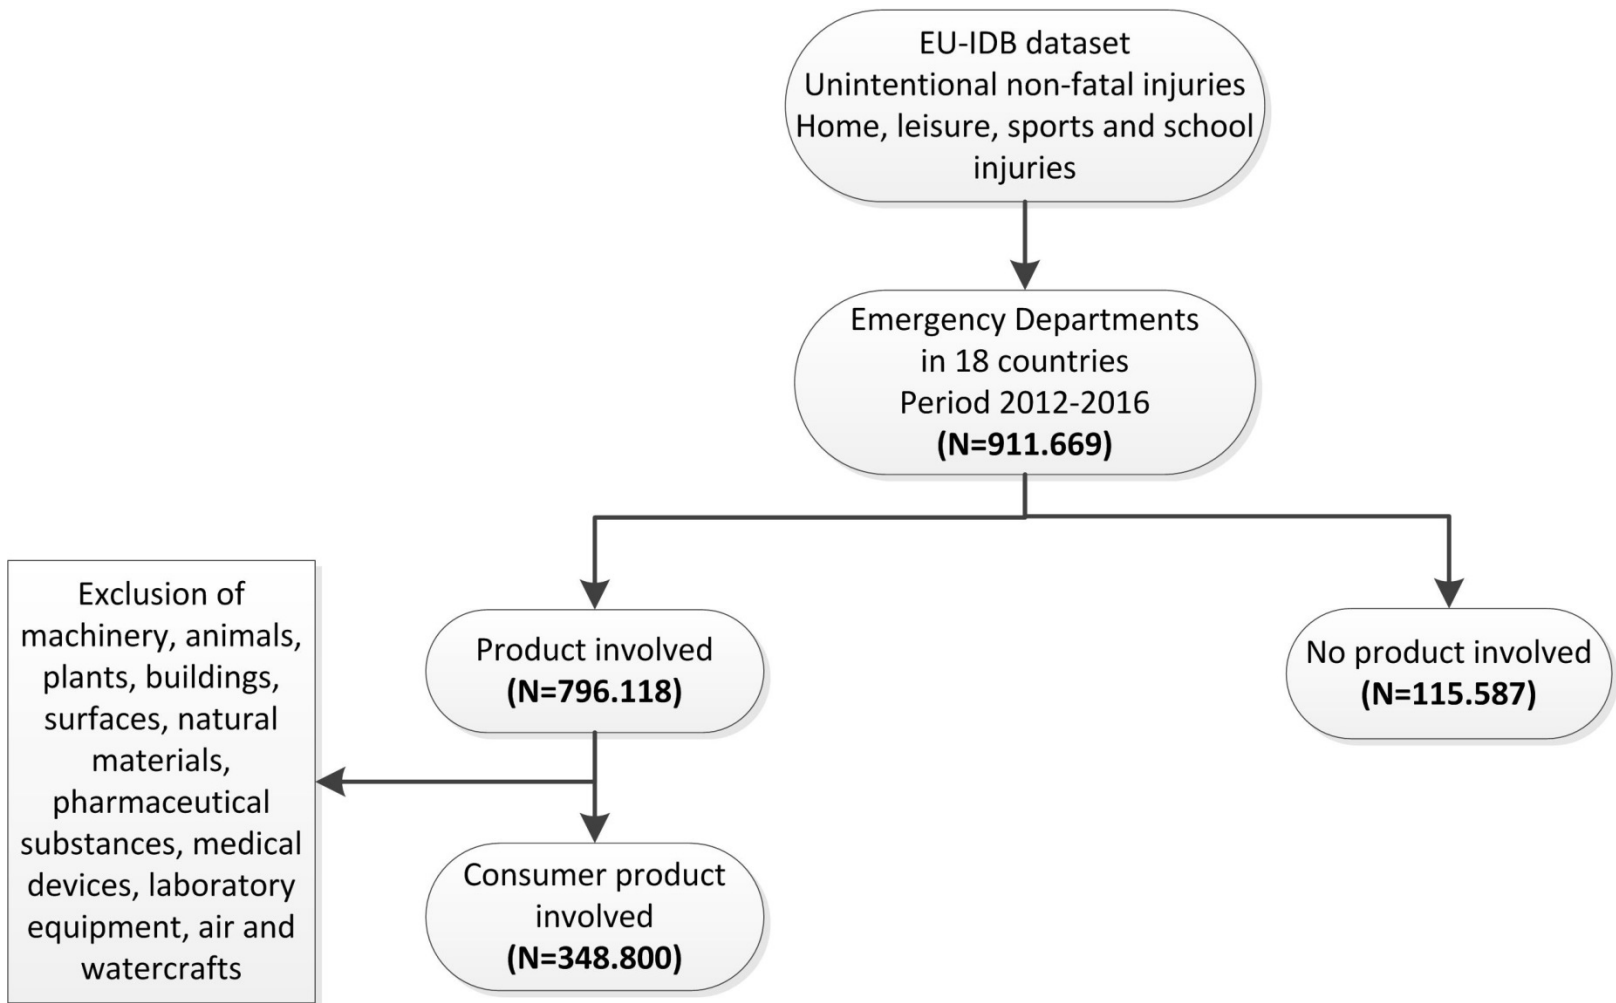 EU-IDB dataset
Unintentional non-fatal injuries
Home, leisure, sports and school
injuries
Emergency Departments
in 18 countries
Period 2012-2016
(N=911.669)
Product involved
(N=796.118)
No product involved
(N=115.587)
Exclusion of
machinery, animals,
plants, buildings,
surfaces, natural
materials,
pharmaceutical
substances, medical
devices, laboratory
equipment, air and
watercrafts
Consumer product
involved
(N=348.800)